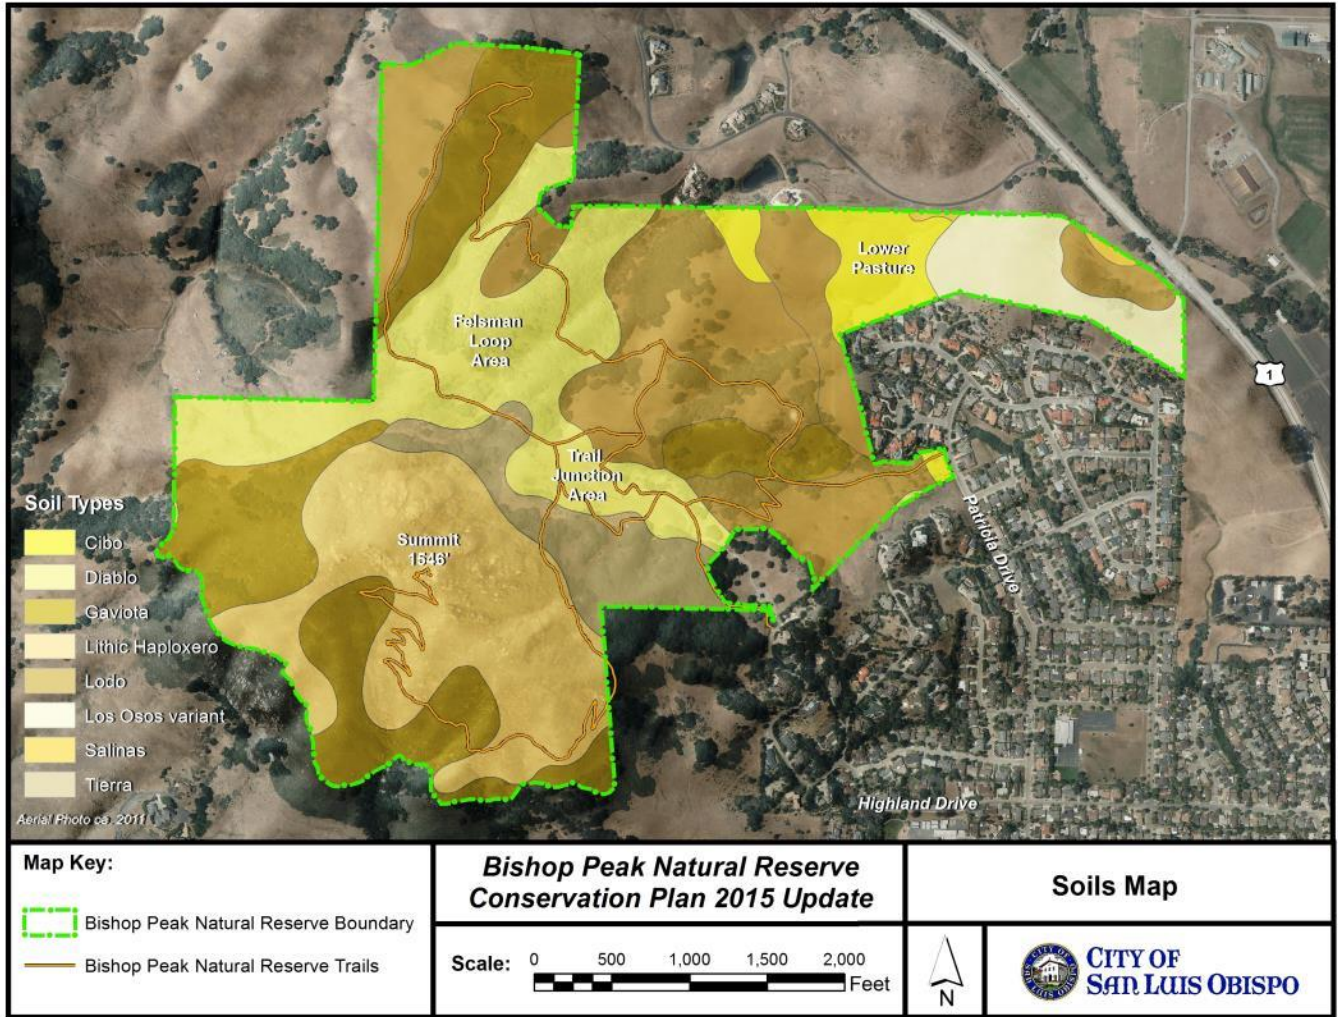 Lower
Pasture
Felsman
Loop
Area
1
Trail
Junction
Area
Soil Types
Cibo
Diablo
Gaviota
Lithic Haploxero
Lodo
Los Osos variant
Salinas
Tierra
Summit
1546'
Patricia Drive
Highland Drive
Aerial Photo ca. 2011
Map Key:
Bishop Peak Natural Reserve Boundary
Bishop Peak Natural Reserve Trails
Bishop Peak Natural Reserve
Conservation Plan 2015 Update
Scale: 0 500 1,000 1,500 2,000
Feet
Soils Map
N
CITY OF
SAN LUIS OBISPO